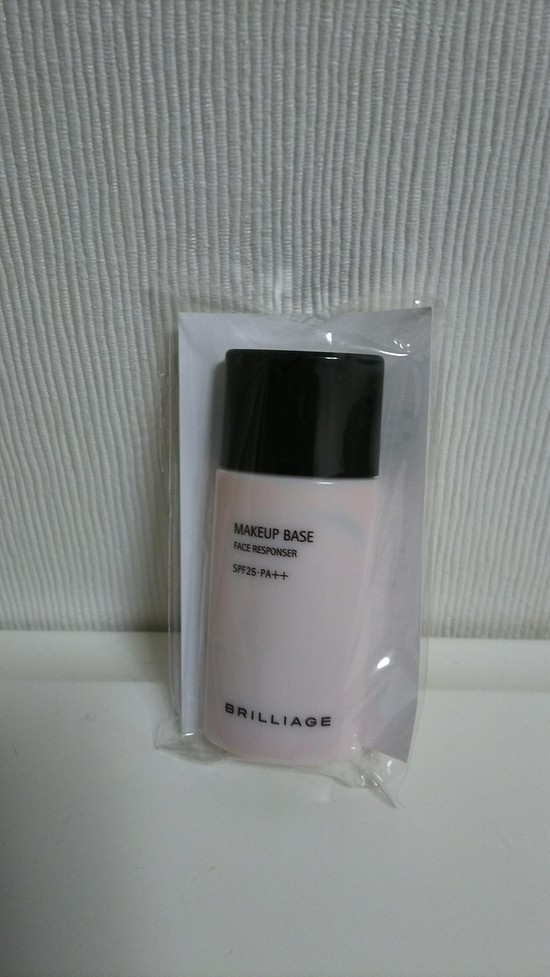 MAKEUP BASE
FACE RESPONSER
SPF25·PA++
BRILLIAGE